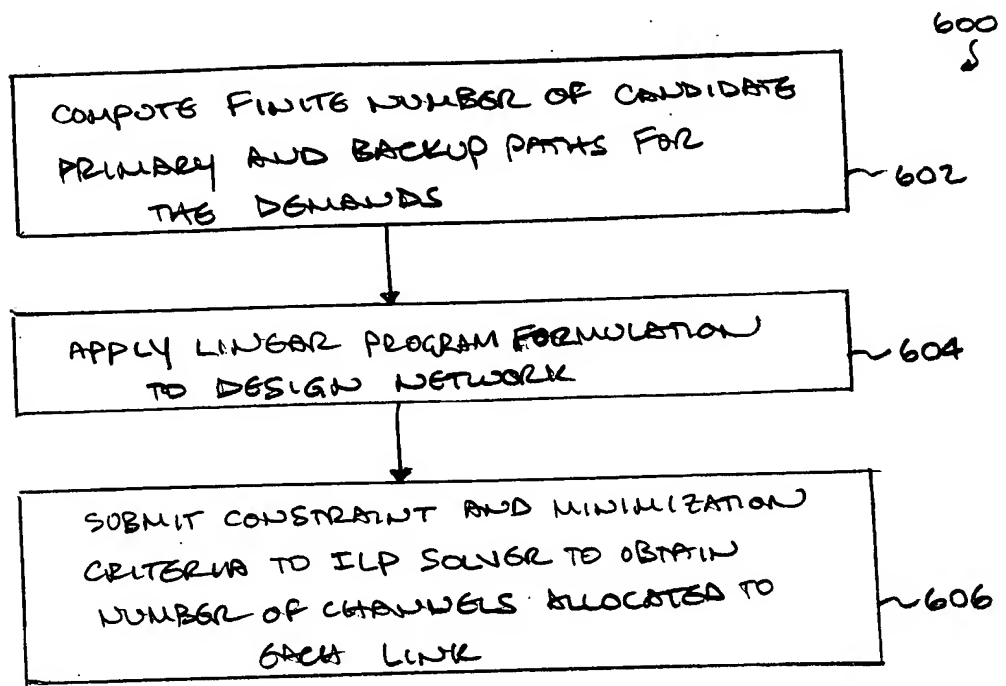 600
COMPUTE FINITE NUMBER OF CANDIDATE
PRIMARY AND BACKUP PATHS FOR
THE DEMANDS
602
APPLY LINEAR PROGRAM FORMULATION
TO DESIGN NETWORK
604
SUBMIT CONSTRAINT AND MINIMIZATION
CRITERIA TO ILP SOLVER TO OBTAIN
NUMBER OF CHANNELS ALLOCATED TO
EACH LINK
606